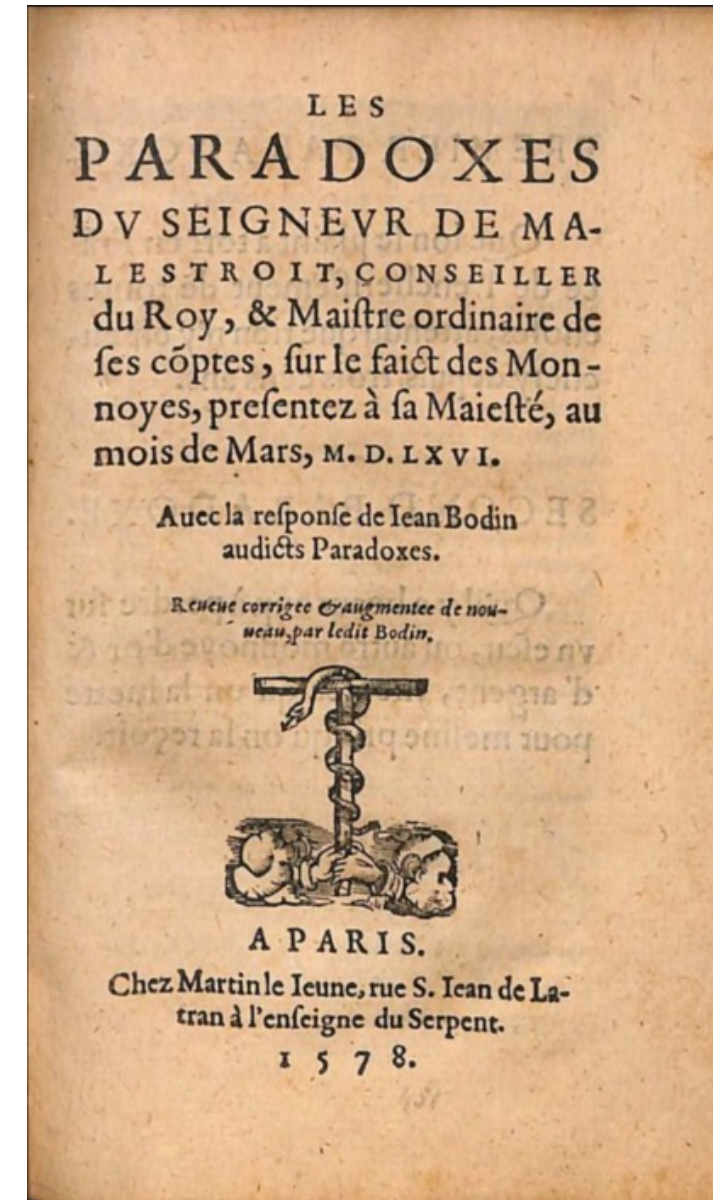 LES
PARADOXES
DV SEIGNEVR DE MA-
LESTROIT, CONSEILLER
du Roy, & Maiſtre ordinaire de
ſes cõptes, ſur le faict des Mon-
noyes, preſentez à ſa Maieſté, au
mois de Mars, M. D. LXVI.
Auec la reſponſe de Iean Bodin
audicts Paradoxes.
Reueuë corrigee & augmentee de nou-
ueau, par ledit Bodin.
A PARIS.
Chez Martin le Ieune, rue S. Iean de La-
tran à l'enſeigne du Serpent.
1578.